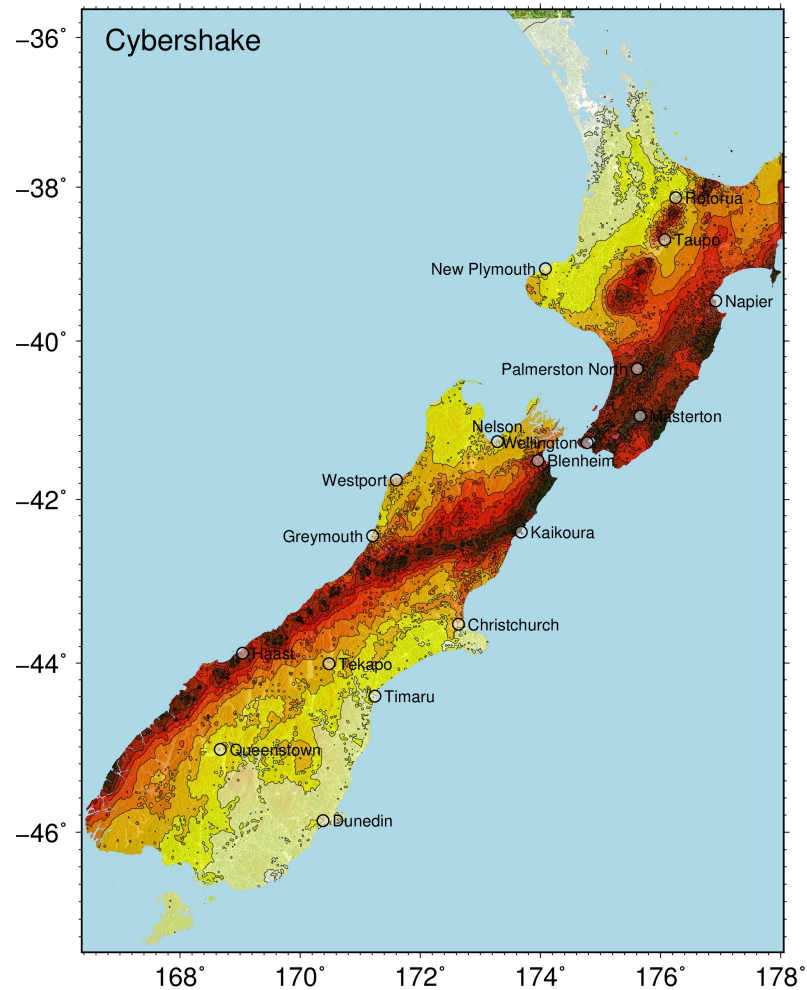 Cybershake
−36°
−38°
Rotorua
Taupo
New Plymouth
Napier
−40°
Palmerston North
Masterton
Nelson
Wellington
Blenheim
Westport
−42°
Greymouth
Kaikoura
Christchurch
Haast
−44°
Tekapo
Timaru
Queenstown
Dunedin
−46°
168° 170° 172° 174° 176° 178°